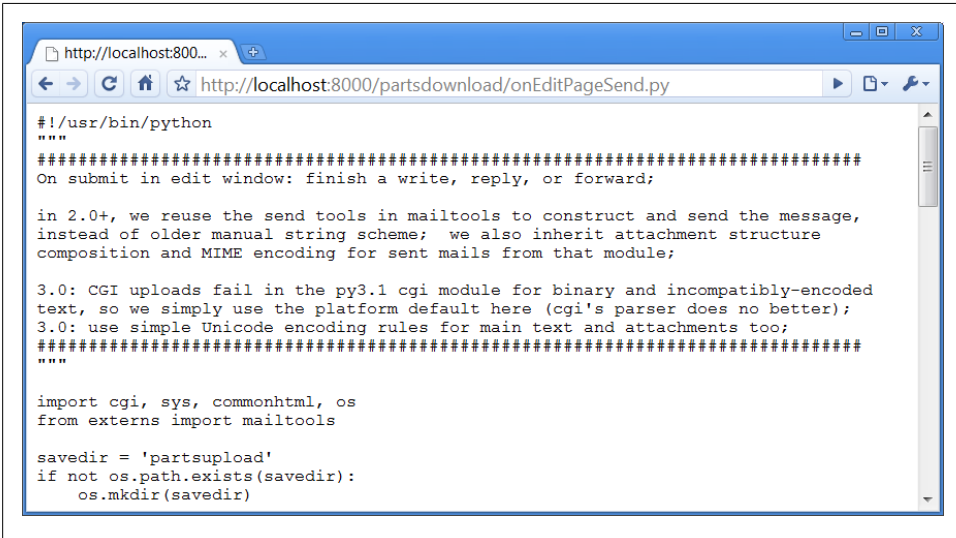 http://localhost:800...
http://localhost:8000/partsdownload/onEditPageSend.py
#!/usr/bin/python
"""
################################################################################
On submit in edit window: finish a write, reply, or forward;
in 2.0+, we reuse the send tools in mailtools to construct and send the message,
instead of older manual string scheme;  we also inherit attachment structure
composition and MIME encoding for sent mails from that module;
3.0: CGI uploads fail in the py3.1 cgi module for binary and incompatibly-encoded
text, so we simply use the platform default here (cgi's parser does no better);
3.0: use simple Unicode encoding rules for main text and attachments too;
################################################################################
"""
import cgi, sys, commonhtml, os
from externs import mailtools
savedir = 'partsupload'
if not os.path.exists(savedir):
    os.mkdir(savedir)